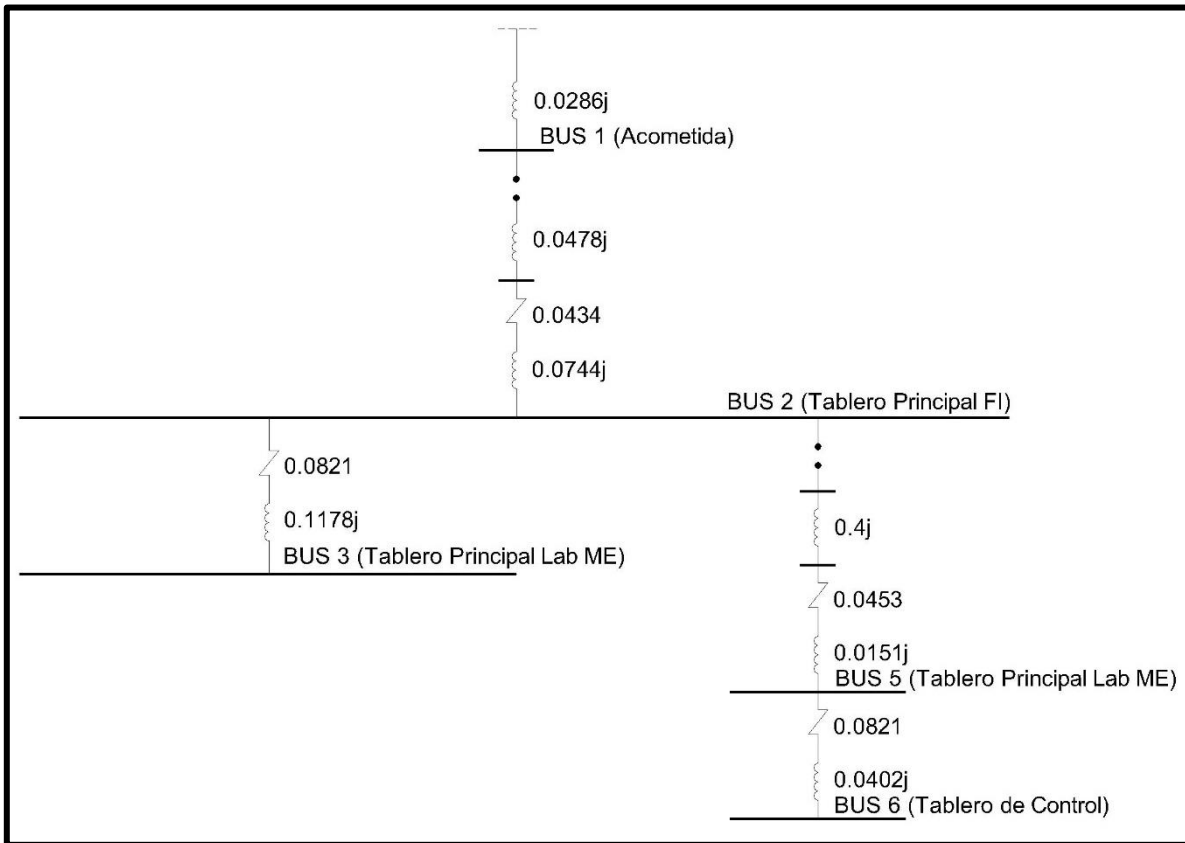 0.0286j
BUS 1 (Acometida)
0.0478j
0.0434
0.0744j
BUS 2 (Tablero Principal FI)
0.0821
0.1178j
BUS 3 (Tablero Principal Lab ME)
0.4j
0.0453
0.0151j
BUS 5 (Tablero Principal Lab ME)
0.0821
0.0402j
BUS 6 (Tablero de Control)